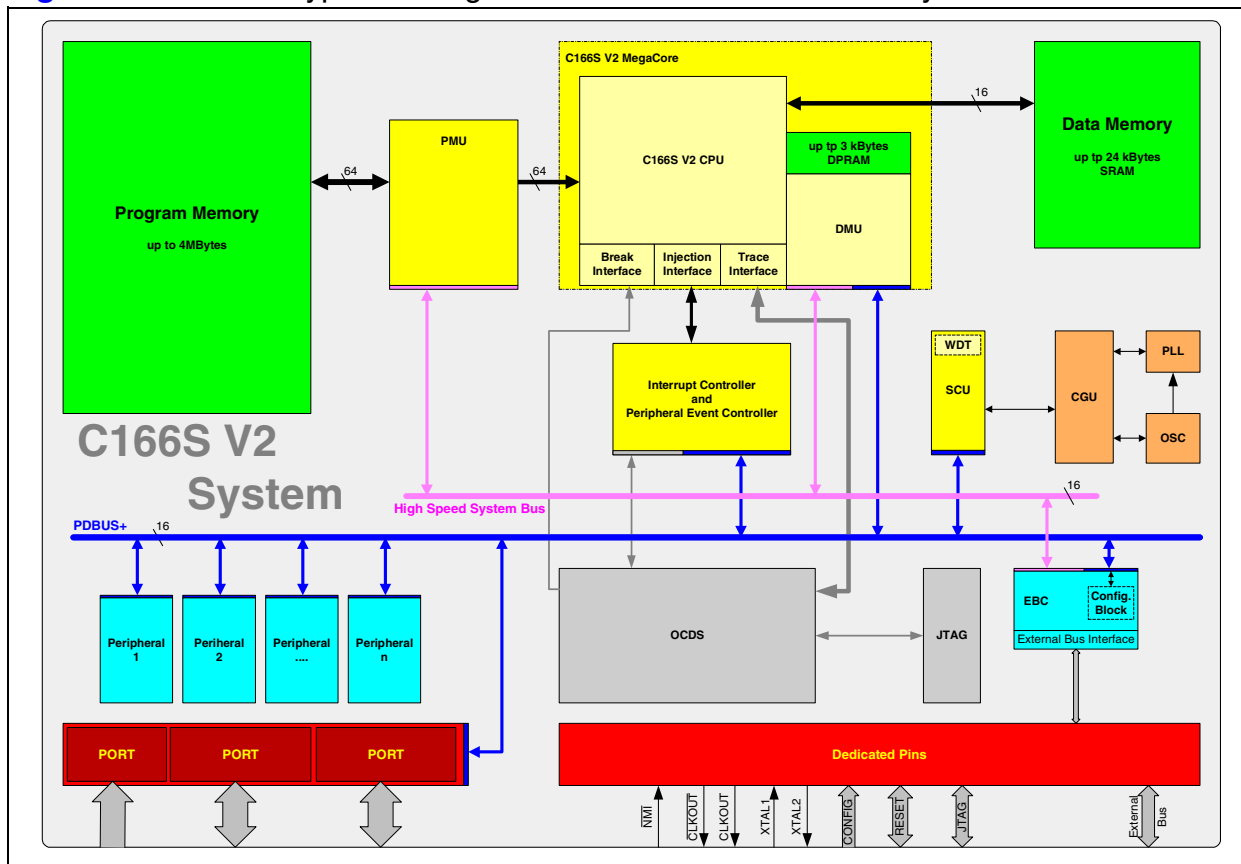 C166S V2 MegaCore
16
PMU
C166S V2 CPU
up tp 3 kBytes
DPRAM
Data Memory
up tp 24 kBytes
SRAM
64
64
Program Memory
up to 4MBytes
DMU
Break
Interface
Injection
Interface
Trace
Interface
WDT
SCU
CGU
PLL
OSC
Interrupt Controller
and
Peripheral Event Controller
C166S V2
System
16
High Speed System Bus
PDBUS+
16
Peripheral
1
Periheral
2
Peripheral
....
Peripheral
n
OCDS
JTAG
EBC
Config.
Block
External Bus Interface
PORT
PORT
PORT
Dedicated Pins
NMI
CLKOUT
CLKOUT
XTAL1
XTAL2
CONFIG
RESET
JTAG
External
Bus